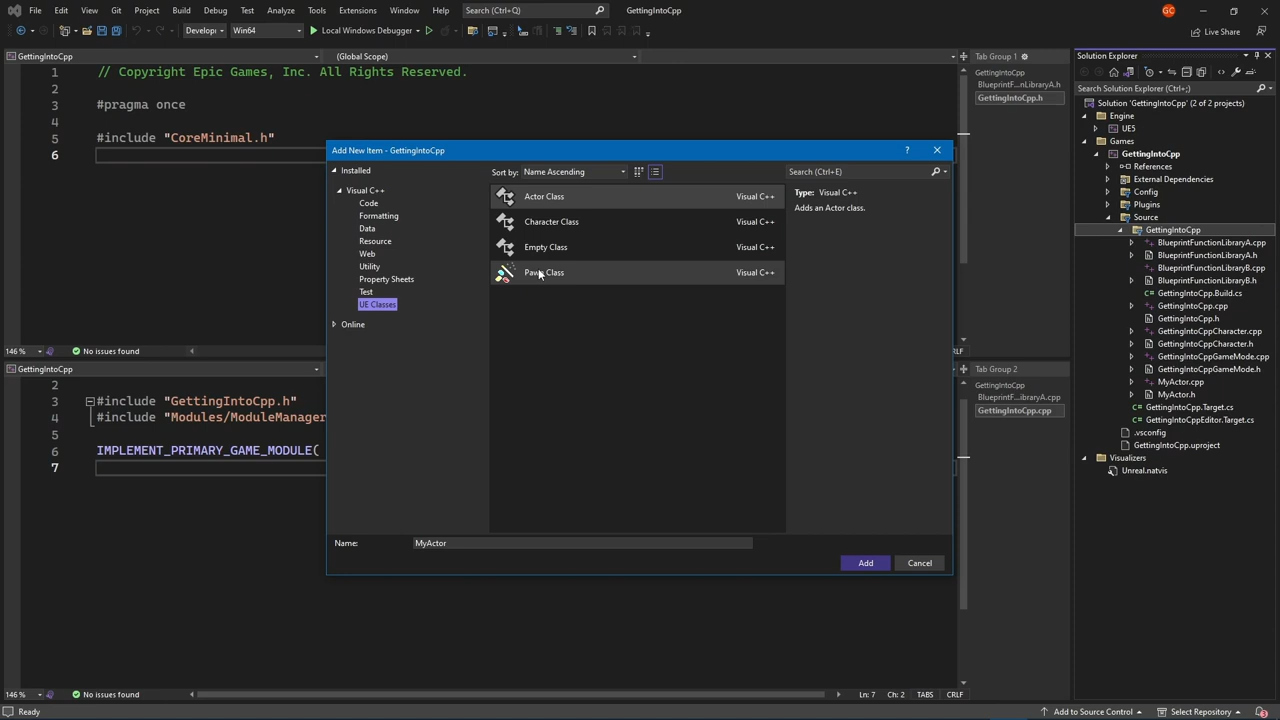 File Edit View Git Project Build Debug Test Analyze Tools Extensions Window Help Search (Ctrl+Q) GettingIntoCpp GC
Develop Win64 Local Windows Debugger Live Share
GettingIntoCpp (Global Scope)
1 // Copyright Epic Games, Inc. All Rights Reserved.
2
3 #pragma once
4
5 #include "CoreMinimal.h"
6
146 % No issues found
CRLF
GettingIntoCpp
2
3 #include "GettingIntoCpp.h"
4 #include "Modules/ModuleManager
5
6 IMPLEMENT_PRIMARY_GAME_MODULE(
7
146 % No issues found Ln: 7 Ch: 2 TABS CRLF
Ready Add to Source Control Select Repository 3
Add New Item - GettingIntoCpp ?
Installed
Visual C++
Code
Formatting
Data
Resource
Web
Utility
Property Sheets
Test
UE Classes
Online
Sort by: Name Ascending
Actor Class Visual C++
Character Class Visual C++
Empty Class Visual C++
Pawn Class Visual C++
Search (Ctrl+E)
Type: Visual C++
Adds an Actor class.
Name: MyActor
Add Cancel
Tab Group 1
GettingIntoCpp
BlueprintF...nLibraryA.h
GettingIntoCpp.h
Tab Group 2
GettingIntoCpp
BlueprintF...ibraryA.cpp
GettingIntoCpp.cpp
Solution Explorer
Search Solution Explorer (Ctrl+;)
Solution 'GettingIntoCpp' (2 of 2 projects)
Engine
UE5
Games
GettingIntoCpp
References
External Dependencies
Config
Plugins
Source
GettingIntoCpp
BlueprintFunctionLibraryA.cpp
BlueprintFunctionLibraryA.h
BlueprintFunctionLibraryB.cpp
BlueprintFunctionLibraryB.h
GettingIntoCpp.Build.cs
GettingIntoCpp.cpp
GettingIntoCpp.h
GettingIntoCppCharacter.cpp
GettingIntoCppCharacter.h
GettingIntoCppGameMode.cpp
GettingIntoCppGameMode.h
MyActor.cpp
MyActor.h
GettingIntoCpp.Target.cs
GettingIntoCppEditor.Target.cs
.vsconfig
GettingIntoCpp.uproject
Visualizers
Unreal.natvis